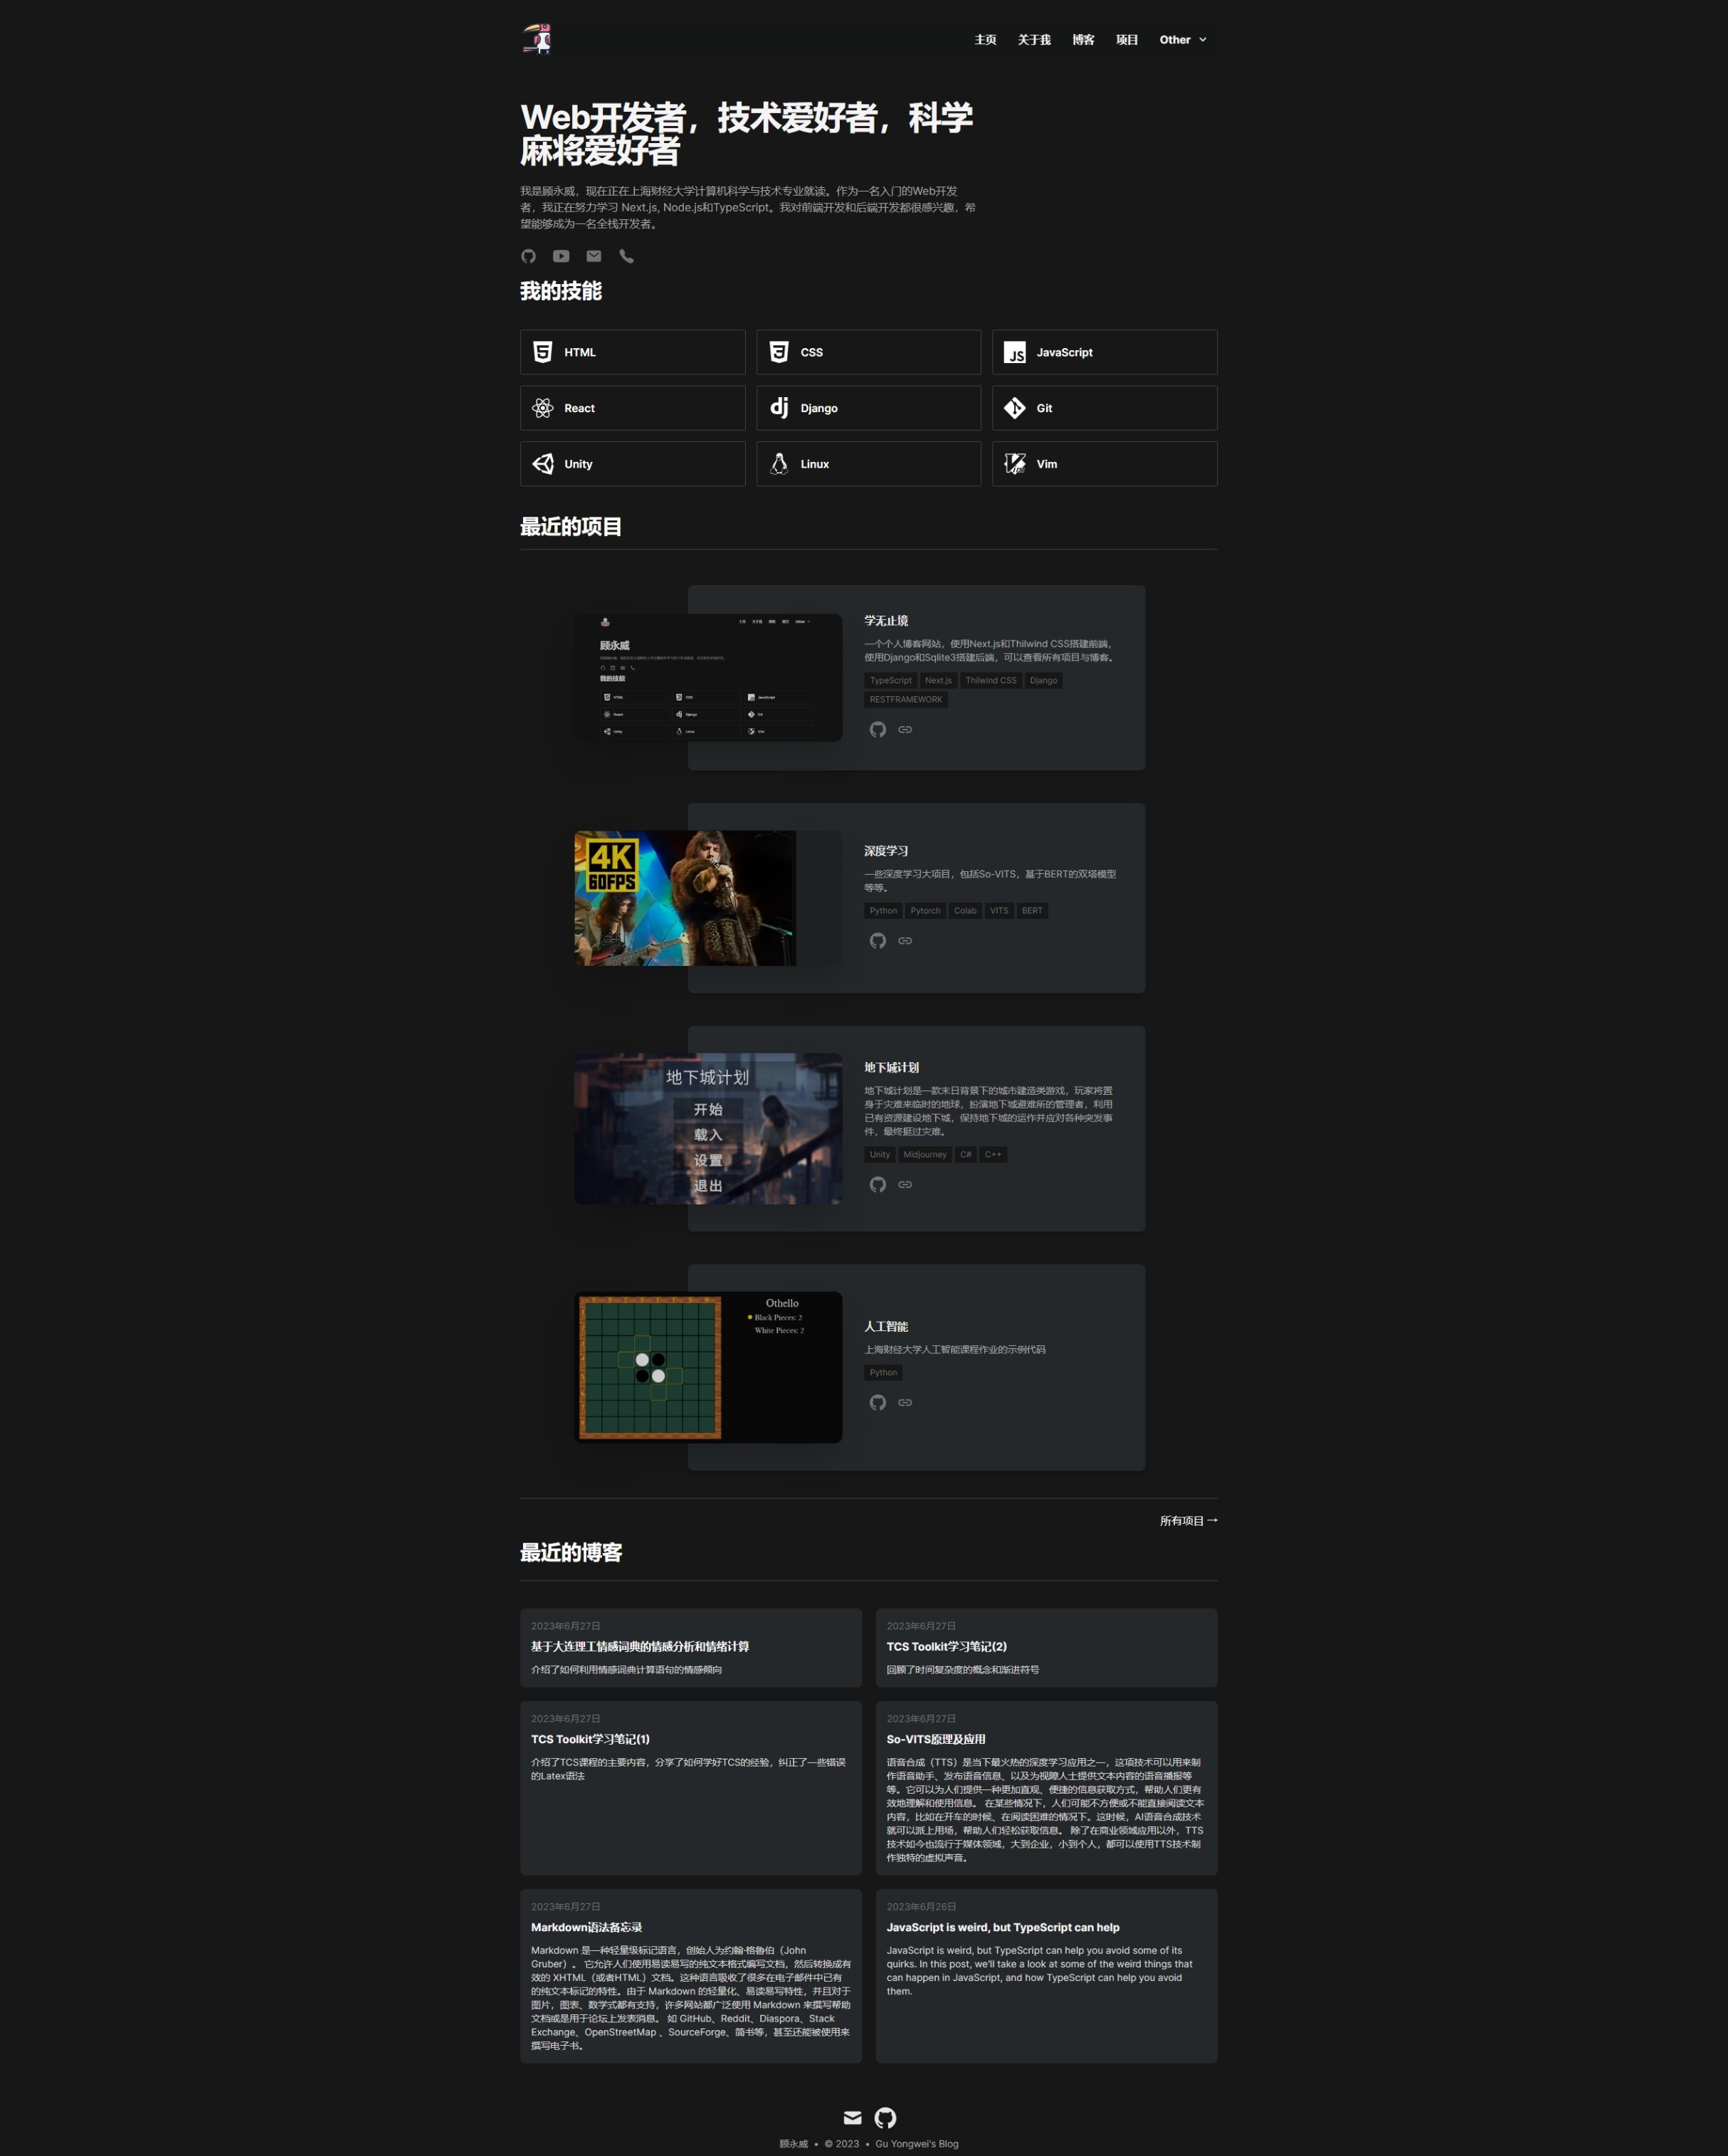 主页 关于我 博客 项目 Other
Web开发者，技术爱好者，科学
麻将爱好者
我是顾永威，现在正在上海财经大学计算机科学与技术专业就读。作为一名入门的Web开发
者，我正在努力学习 Next.js, Node.js和TypeScript。我对前端开发和后端开发都很感兴趣，希
望能够成为一名全栈开发者。
我的技能
HTML CSS JavaScript
React Django Git
Unity Linux Vim
最近的项目
主页 关于我 博客 项目 Other
顾永威
我的技能
HTML CSS JavaScript
React Django Git
Unity Linux Vim
学无止境
一个个人博客网站，使用Next.js和Thilwind CSS搭建前端，
使用Django和Sqlite3搭建后端，可以查看所有项目与博客。
TypeScript Next.js Thilwind CSS Django
RESTFRAMEWORK
4K
60FPS
深度学习
一些深度学习大项目，包括So-VITS，基于BERT的双塔模型
等等。
Python Pytorch Colab VITS BERT
地下城计划
开始
载入
设置
退出
地下城计划
地下城计划是一款末日背景下的城市建造类游戏，玩家将置
身于灾难来临时的地球，扮演地下城避难所的管理者，利用
已有资源建设地下城，保持地下城的运作并应对各种突发事
件，最终挺过灾难。
Unity Midjourney C# C++
Othello
Black Pieces: 2
White Pieces: 2
人工智能
上海财经大学人工智能课程作业的示例代码
Python
所有项目 →
最近的博客
2023年6月27日
基于大连理工情感词典的情感分析和情绪计算
介绍了如何利用情感词典计算语句的情感倾向
2023年6月27日
TCS Toolkit学习笔记(2)
回顾了时间复杂度的概念和渐进符号
2023年6月27日
TCS Toolkit学习笔记(1)
介绍了TCS课程的主要内容，分享了如何学好TCS的经验，纠正了一些错误
的Latex语法
2023年6月27日
So-VITS原理及应用
语音合成（TTS）是当下最火热的深度学习应用之一，这项技术可以用来制
作语音助手、发布语音信息、以及为视障人士提供文本内容的语音播报等
等。它可以为人们提供一种更加直观、便捷的信息获取方式，帮助人们更有
效地理解和使用信息。 在某些情况下，人们可能不方便或不能直接阅读文本
内容，比如在开车的时候、在阅读困难的情况下。这时候，AI语音合成技术
就可以派上用场，帮助人们轻松获取信息。 除了在商业领域应用以外，TTS
技术如今也流行于媒体领域，大到企业，小到个人，都可以使用TTS技术制
作独特的虚拟声音。
2023年6月27日
Markdown语法备忘录
Markdown 是一种轻量级标记语言，创始人为约翰·格鲁伯（John
Gruber）。 它允许人们使用易读易写的纯文本格式编写文档，然后转换成有
效的 XHTML（或者HTML）文档。这种语言吸收了很多在电子邮件中已有
的纯文本标记的特性。由于 Markdown 的轻量化、易读易写特性，并且对于
图片，图表、数学式都有支持，许多网站都广泛使用 Markdown 来撰写帮助
文档或是用于论坛上发表消息。 如 GitHub、Reddit、Diaspora、Stack
Exchange、OpenStreetMap 、SourceForge、简书等，甚至还能被使用来
撰写电子书。
2023年6月26日
JavaScript is weird, but TypeScript can help
JavaScript is weird, but TypeScript can help you avoid some of its
quirks. In this post, we'll take a look at some of the weird things that
can happen in JavaScript, and how TypeScript can help you avoid
them.
顾永威 • © 2023 • Gu Yongwei's Blog